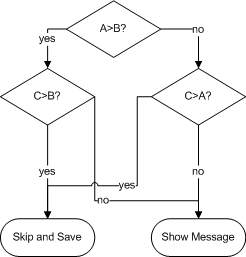 A>B?
yes
no
C>B?
C>A?
yes
yes
no
no
Skip and Save
Show Message